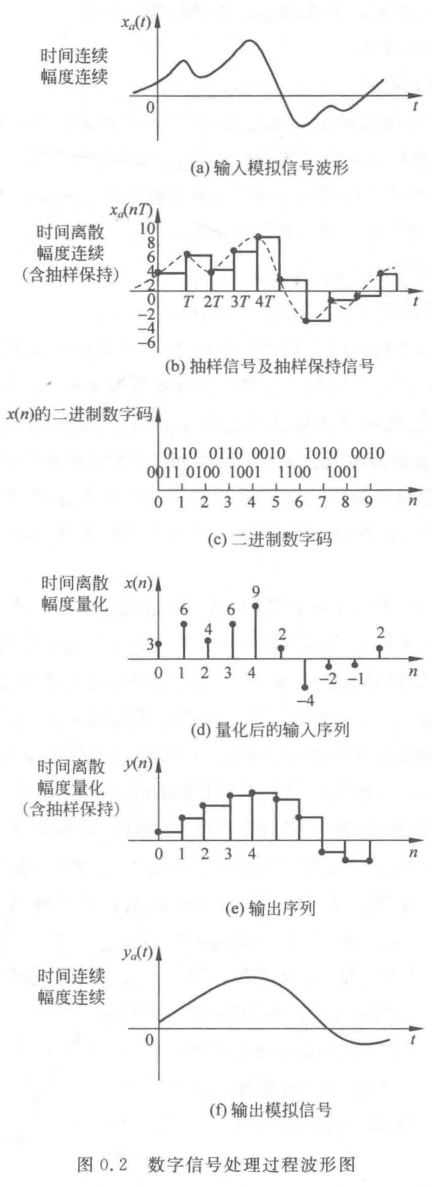 xₐ(t)
时间连续
幅度连续
0
t
(a) 输入模拟信号波形
xₐ(nT)
时间离散
幅度连续
(含抽样保持)
10
8
6
4
2
0
−2
−4
−6
T 2T 3T 4T
t
(b) 抽样信号及抽样保持信号
x(n)的二进制数字码
0110 0110 0010 1010 0010
0011 0100 1001 1100 1001
0 1 2 3 4 5 6 7 8 9 n
(c) 二进制数字码
时间离散
幅度量化
x(n)
3 6 4 6 9 2 −4 −2 −1 2
0 1 2 3 4 n
(d) 量化后的输入序列
时间离散
幅度量化
(含抽样保持)
y(n)
0 1 2 3 4 n
(e) 输出序列
yₐ(t)
时间连续
幅度连续
0
t
(f) 输出模拟信号
图 0.2 数字信号处理过程波形图